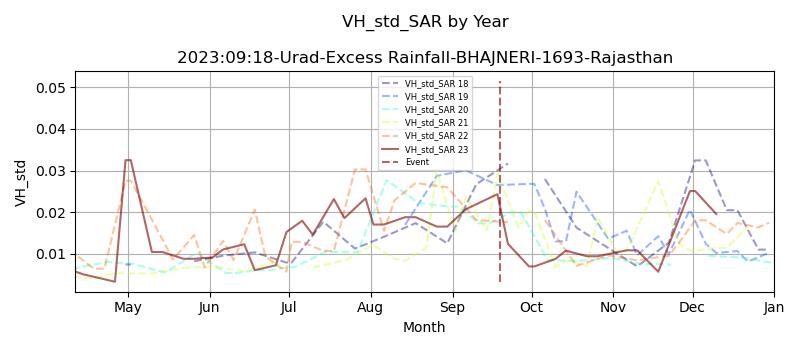 VH_std_SAR by Year
2023:09:18-Urad-Excess Rainfall-BHAJNERI-1693-Rajasthan
VH_std_SAR 18
VH_std_SAR 19
VH_std_SAR 20
VH_std_SAR 21
VH_std_SAR 22
VH_std_SAR 23
Event
0.05
0.04
0.03
0.02
0.01
VH_std
May Jun Jul Aug Sep Oct Nov Dec Jan
Month